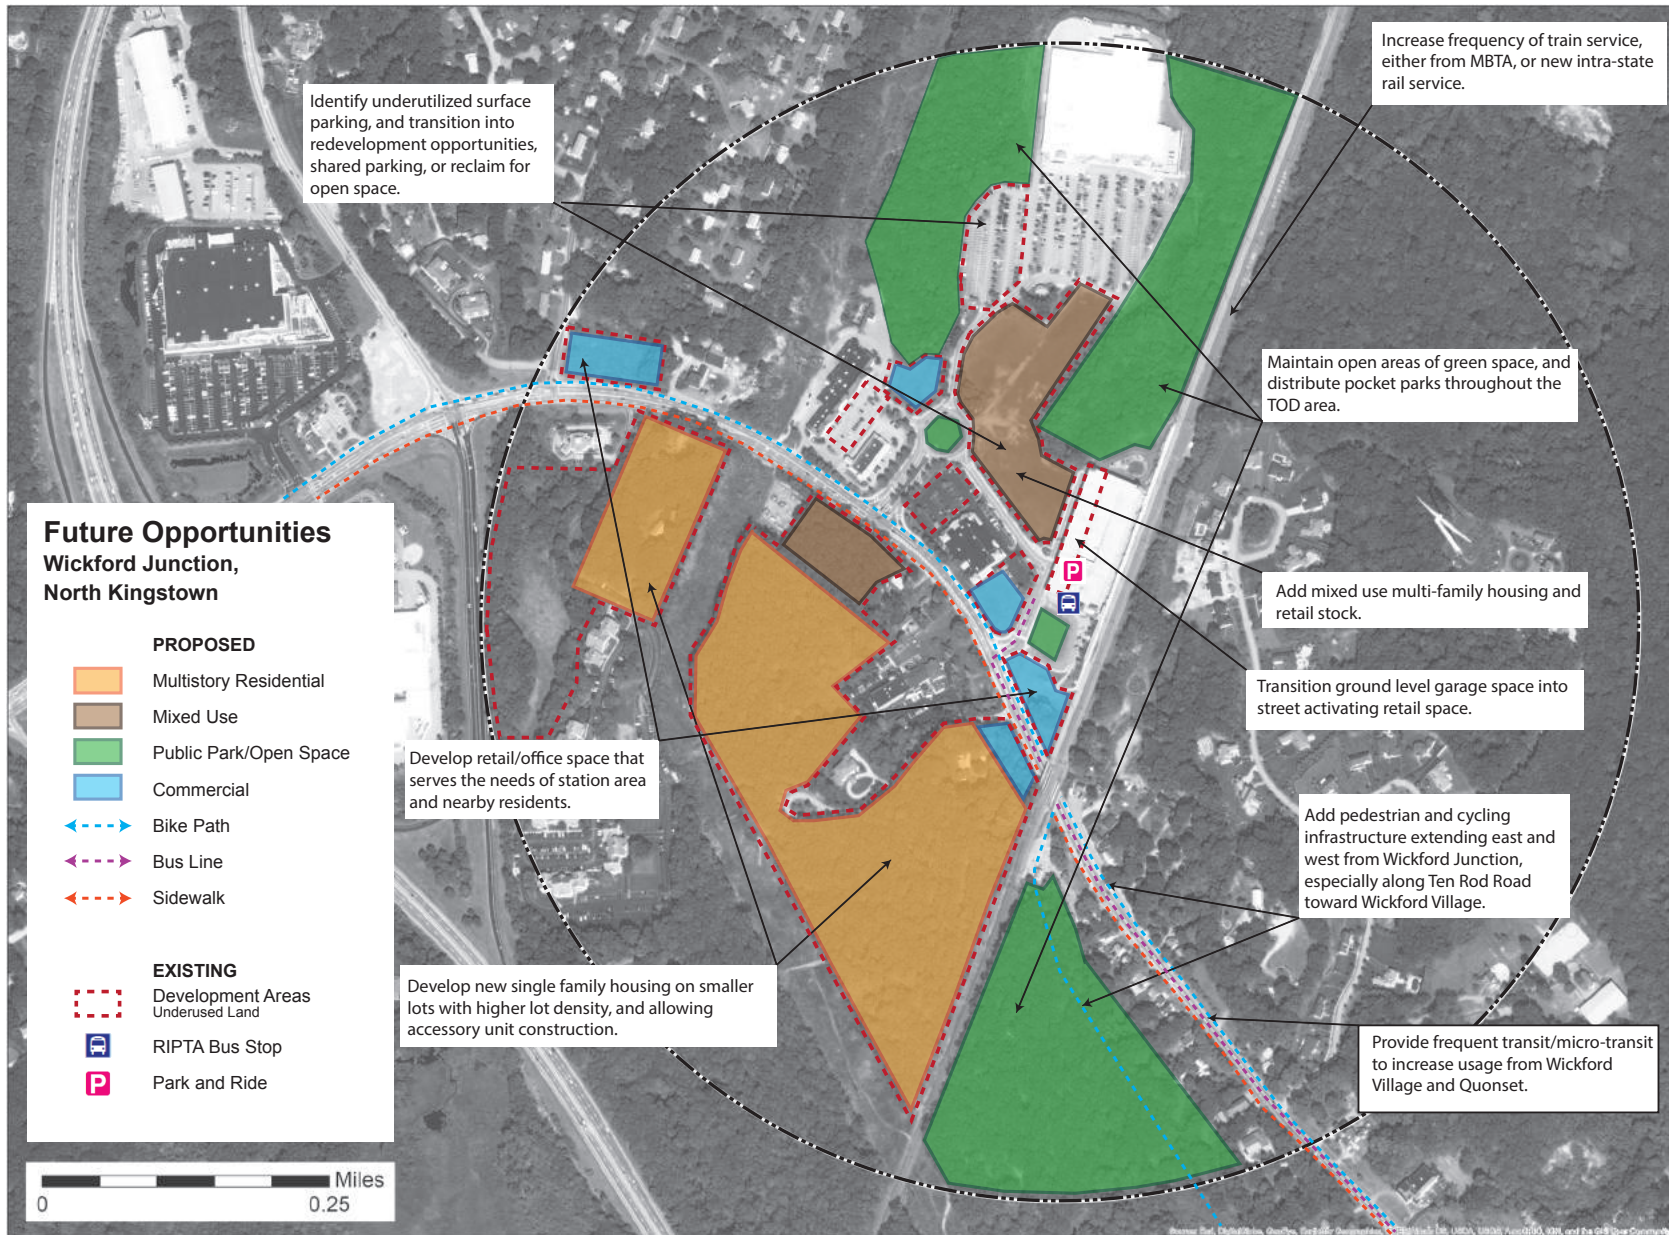 Increase frequency of train service,
either from MBTA, or new intra-state
rail service.
Identify underutilized surface
parking, and transition into
redevelopment opportunities,
shared parking, or reclaim for
open space.
Maintain open areas of green space, and
distribute pocket parks throughout the
TOD area.
Future Opportunities
Wickford Junction,
North Kingstown
PROPOSED
Multistory Residential
Mixed Use
Public Park/Open Space
Commercial
Bike Path
Bus Line
Sidewalk
EXISTING
Development Areas
Underused Land
RIPTA Bus Stop
P
Park and Ride
P
Add mixed use multi-family housing and
retail stock.
Transition ground level garage space into
street activating retail space.
Develop retail/office space that
serves the needs of station area
and nearby residents.
Add pedestrian and cycling
infrastructure extending east and
west from Wickford Junction,
especially along Ten Rod Road
toward Wickford Village.
Develop new single family housing on smaller
lots with higher lot density, and allowing
accessory unit construction.
Provide frequent transit/micro-transit
to increase usage from Wickford
Village and Quonset.
Miles
0 0.25